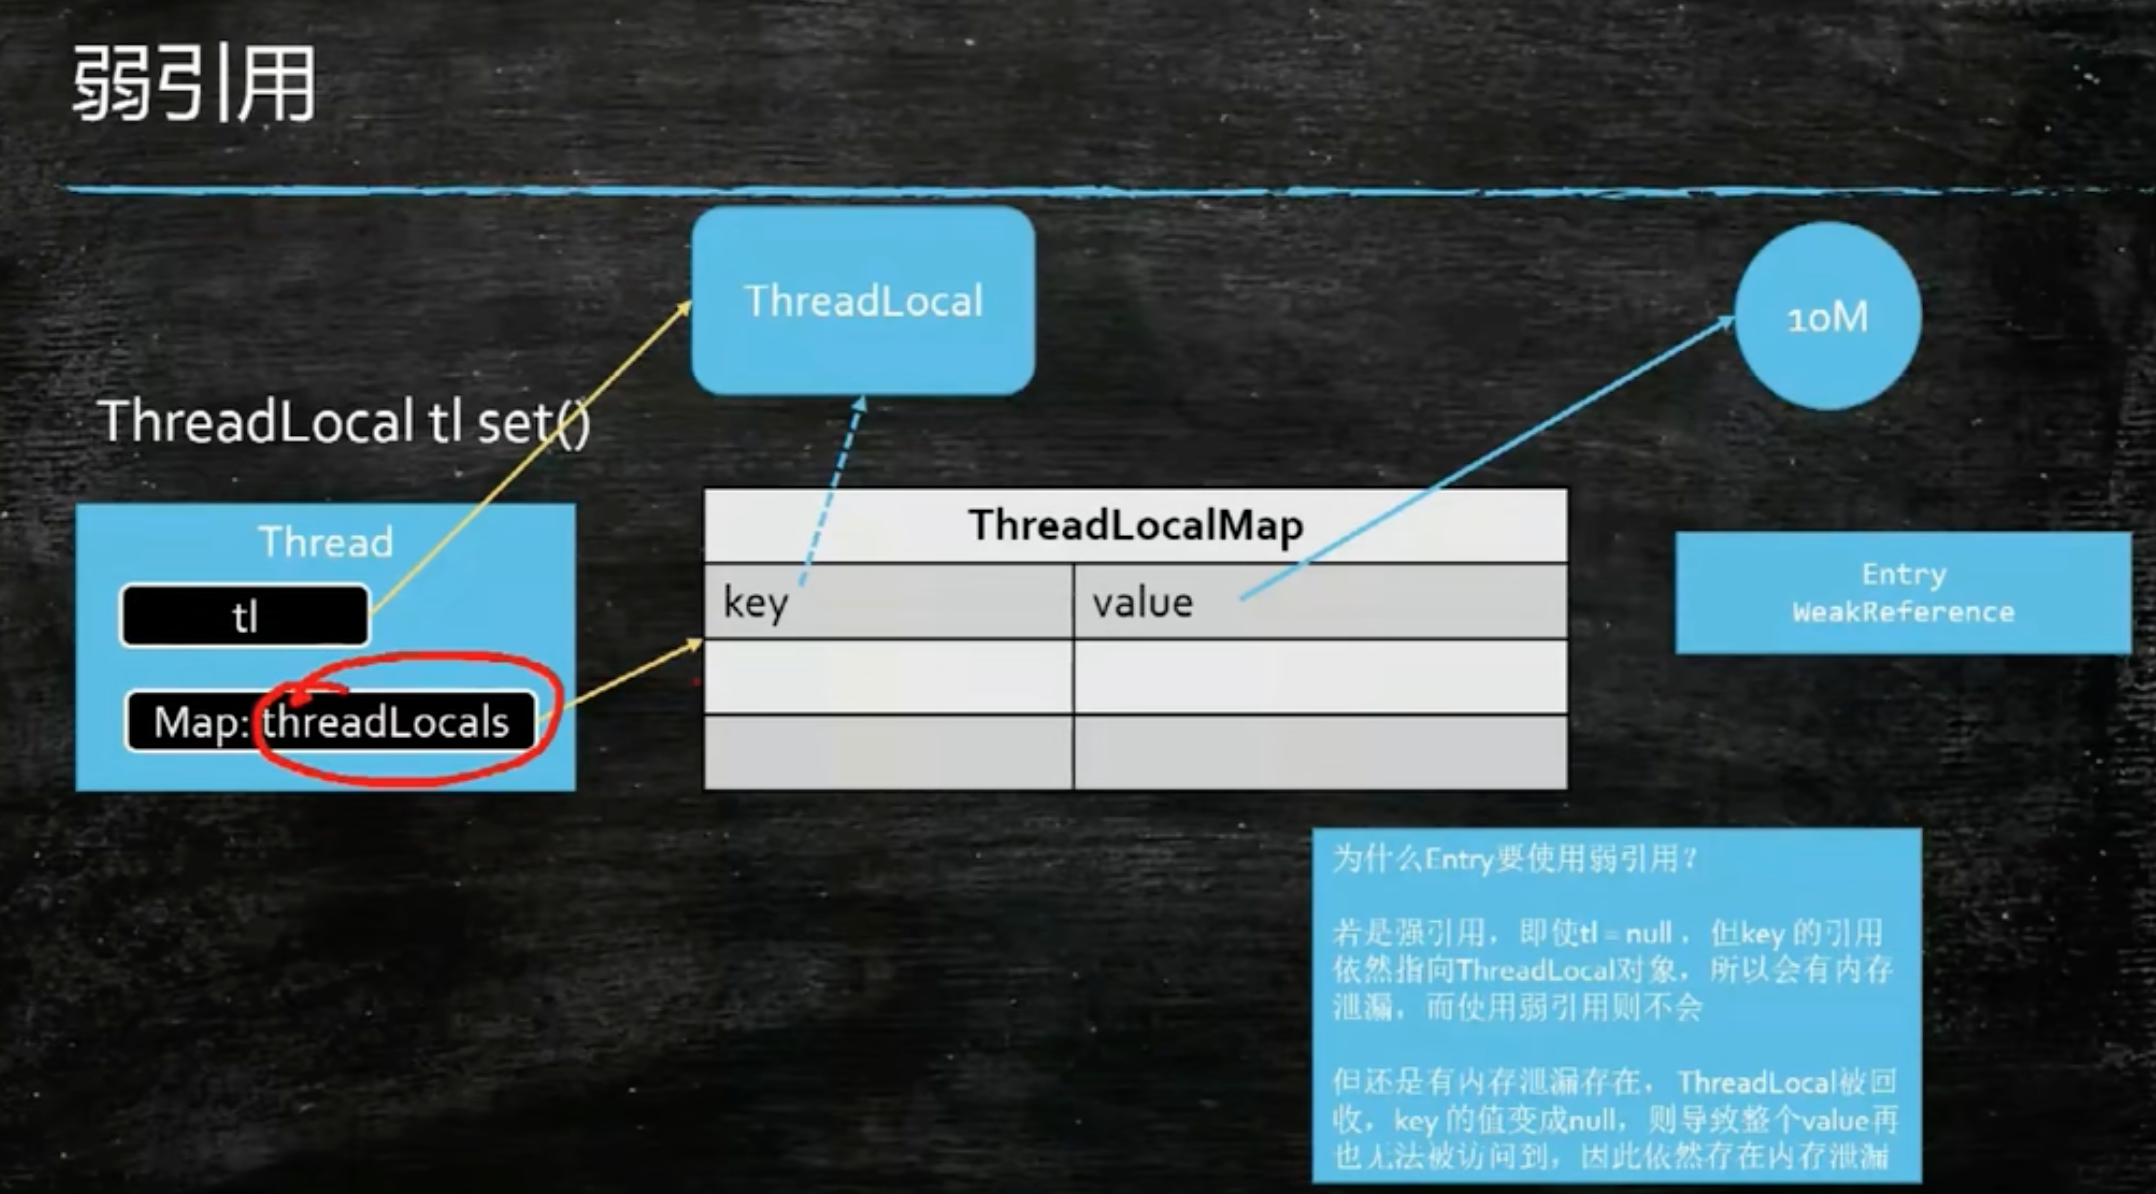 弱引用
ThreadLocal
10M
ThreadLocal tl set()
Thread
tl
Map: threadLocals
ThreadLocalMap
key
value
Entry
WeakReference
为什么Entry要使用弱引用？
若是强引用，即使tl = null ，但key 的引用
依然指向ThreadLocal对象，所以会有内存
泄漏，而使用弱引用则不会
但还是有内存泄漏存在，ThreadLocal被回
收，key 的值变成null，则导致整个value再
也无法被访问到，因此依然存在内存泄漏